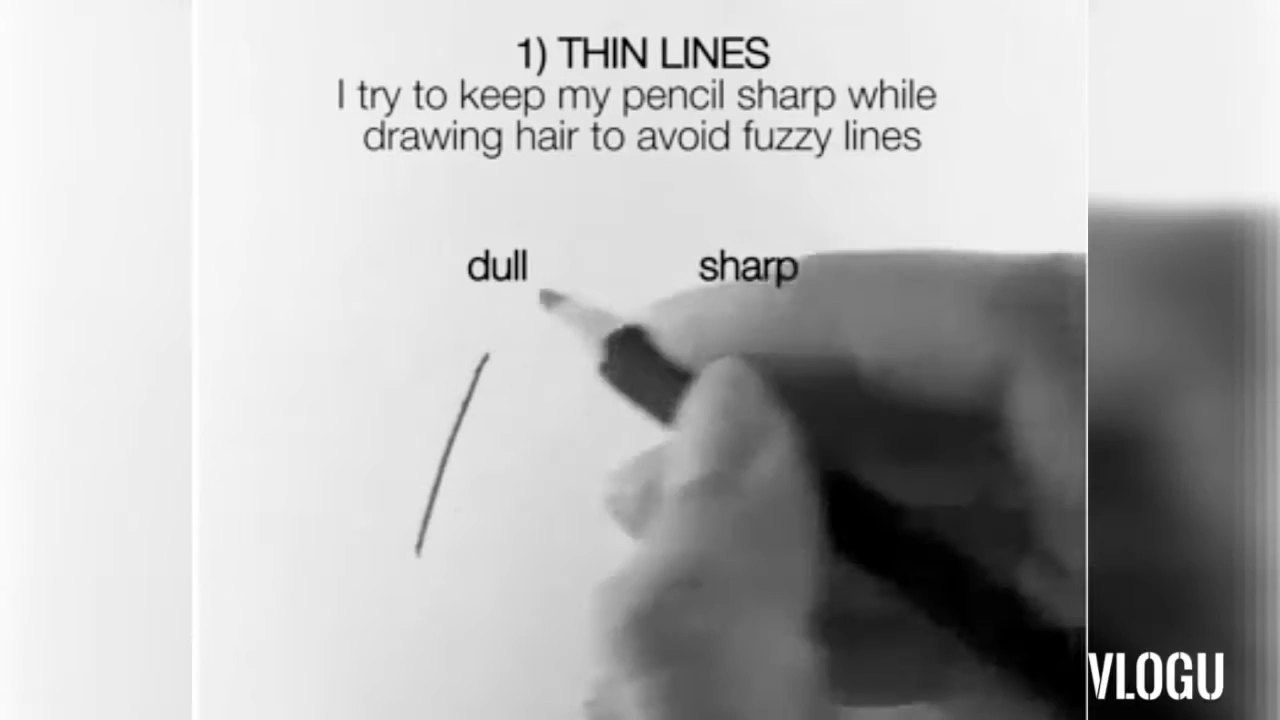 1) THIN LINES
I try to keep my pencil sharp while
drawing hair to avoid fuzzy lines
dull
sharp
VLOGU